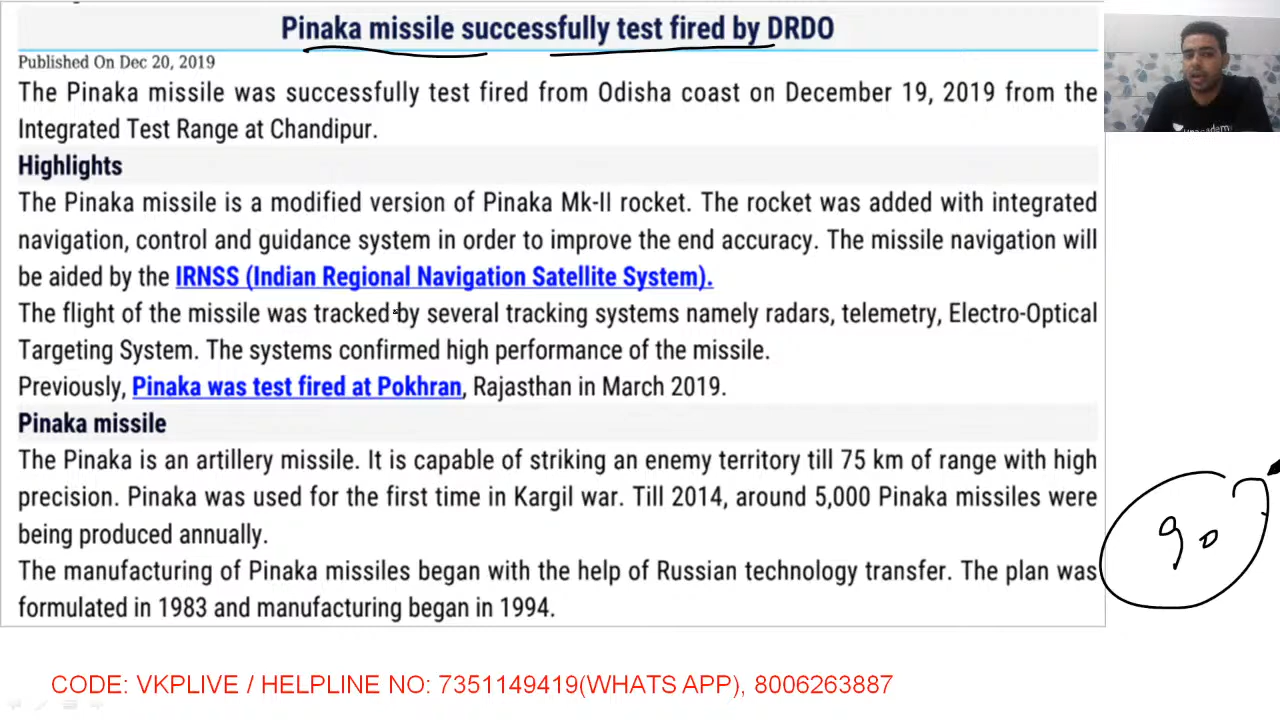 Pinaka missile successfully test fired by DRDO
Published On Dec 20, 2019
The Pinaka missile was successfully test fired from Odisha coast on December 19, 2019 from the
Integrated Test Range at Chandipur.
Highlights
The Pinaka missile is a modified version of Pinaka Mk-II rocket. The rocket was added with integrated
navigation, control and guidance system in order to improve the end accuracy. The missile navigation will
be aided by the IRNSS (Indian Regional Navigation Satellite System).
The flight of the missile was tracked by several tracking systems namely radars, telemetry, Electro-Optical
Targeting System. The systems confirmed high performance of the missile.
Previously, Pinaka was test fired at Pokhran, Rajasthan in March 2019.
Pinaka missile
The Pinaka is an artillery missile. It is capable of striking an enemy territory till 75 km of range with high
precision. Pinaka was used for the first time in Kargil war. Till 2014, around 5,000 Pinaka missiles were
being produced annually.
The manufacturing of Pinaka missiles began with the help of Russian technology transfer. The plan was
formulated in 1983 and manufacturing began in 1994.
90
CODE: VKPLIVE / HELPLINE NO: 7351149419(WHATS APP), 8006263887